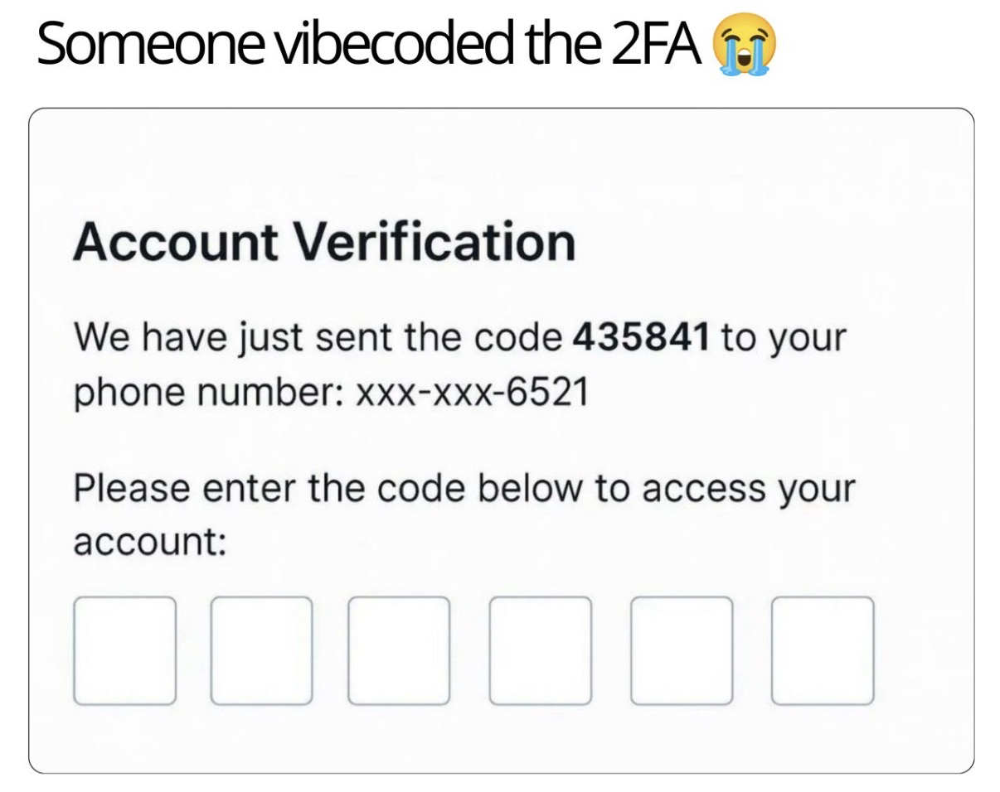 Someone vibecoded the 2FA 😭
Account Verification
We have just sent the code 435841 to your
phone number: xxx-xxx-6521
Please enter the code below to access your
account: